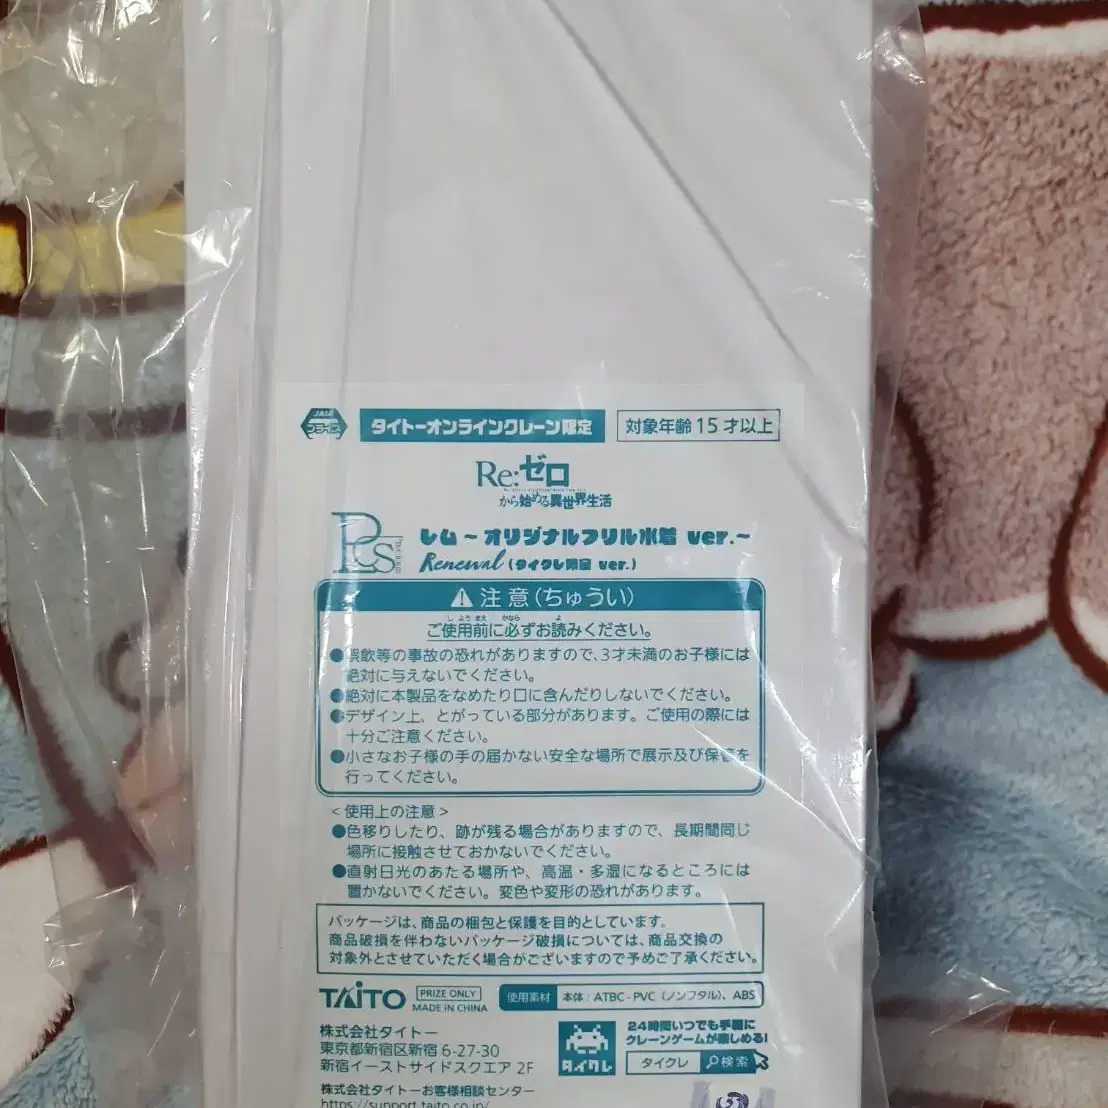 JAIA
プライズ
タイトーオンラインクレーン限定
対象年齢15才以上
Re:ゼロ
から始める異世界生活
PCS
Precious
レム～オリジナルフリル水着 ver.～
Renewal(タイクレ限定 ver.)
注意(ちゅうい)
ご使用前に必ずお読みください。
●誤飲等の事故の恐れがありますので、3才未満のお子様には
絶対に与えないでください。
●絶対に本製品をなめたり口に含んだりしないでください。
●デザイン上、とがっている部分があります。ご使用の際には
十分ご注意ください。
●小さなお子様の手の届かない安全な場所で展示及び保管を
行ってください。
<使用上の注意>
●色移りしたり、跡が残る場合がありますので、長期間同じ
場所に接触させておかないでください。
●直射日光のあたる場所や、高温・多湿になるところには
置かないでください。変色や変形の恐れがあります。
パッケージは、商品の梱包と保護を目的としています。
商品破損を伴わないパッケージ破損については、商品交換の
対象外とさせていただく場合がございますので予めご了承ください。
TAITO
PRIZE ONLY
MADE IN CHINA
使用素材 本体:ATBC-PVC(ノンフタル)、ABS
株式会社タイトー
東京都新宿区新宿 6-27-30
新宿イーストサイドスクエア 2F
タイクレ
24時間いつでも手軽に
クレーンゲームが楽しめる!
タイクレ 検索
株式会社タイトーお客様相談センター
https://support.taito.co.jp/